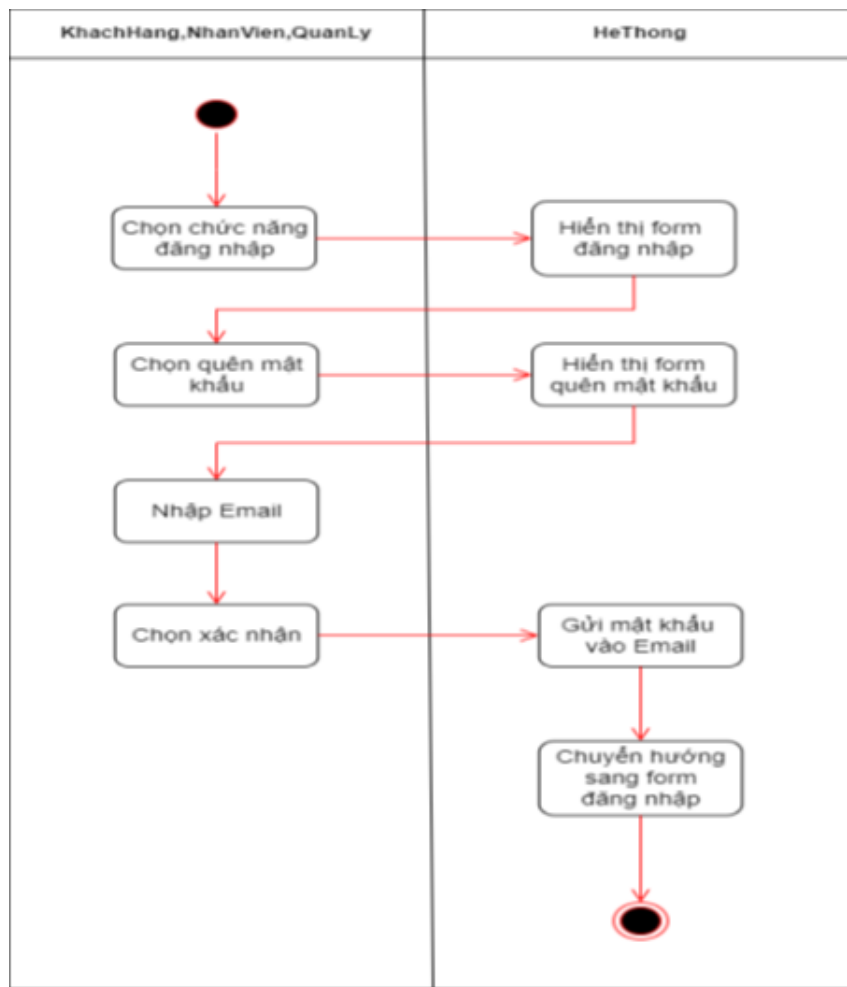 KhachHang,NhanVien,QuanLy
HeThong
Chọn chức năng
đăng nhập
Hiển thị form
đăng nhập
Chọn quên mật
khẩu
Hiển thị form
quên mật khẩu
Nhập Email
Chọn xác nhận
Gửi mật khẩu
vào Email
Chuyển hướng
sang form
đăng nhập